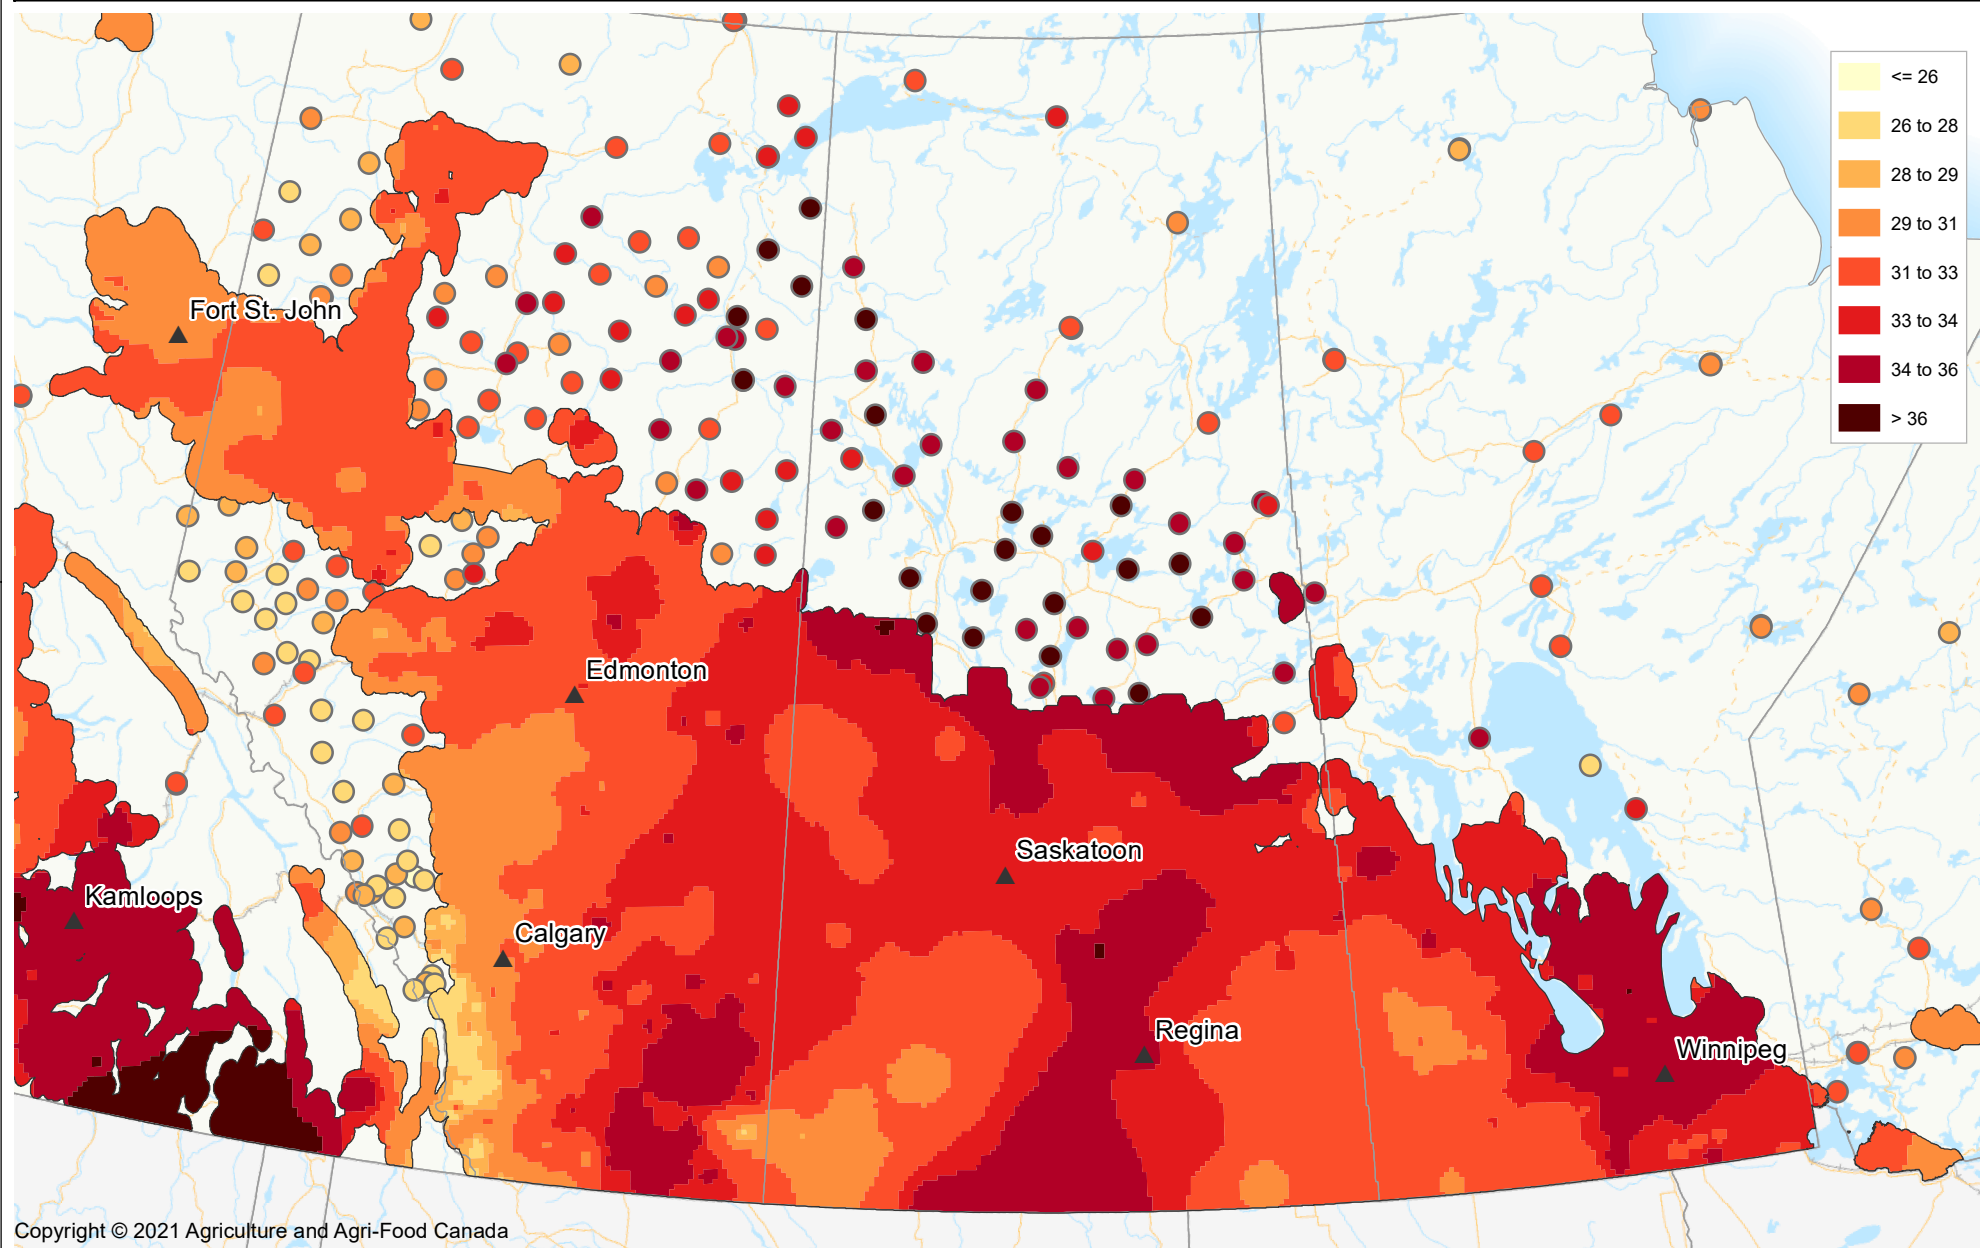 <= 26
26 to 28
28 to 29
29 to 31
31 to 33
33 to 34
34 to 36
> 36
Fort St. John
Edmonton
Saskatoon
Kamloops
Calgary
Regina
Winnipeg
Copyright © 2021 Agriculture and Agri-Food Canada